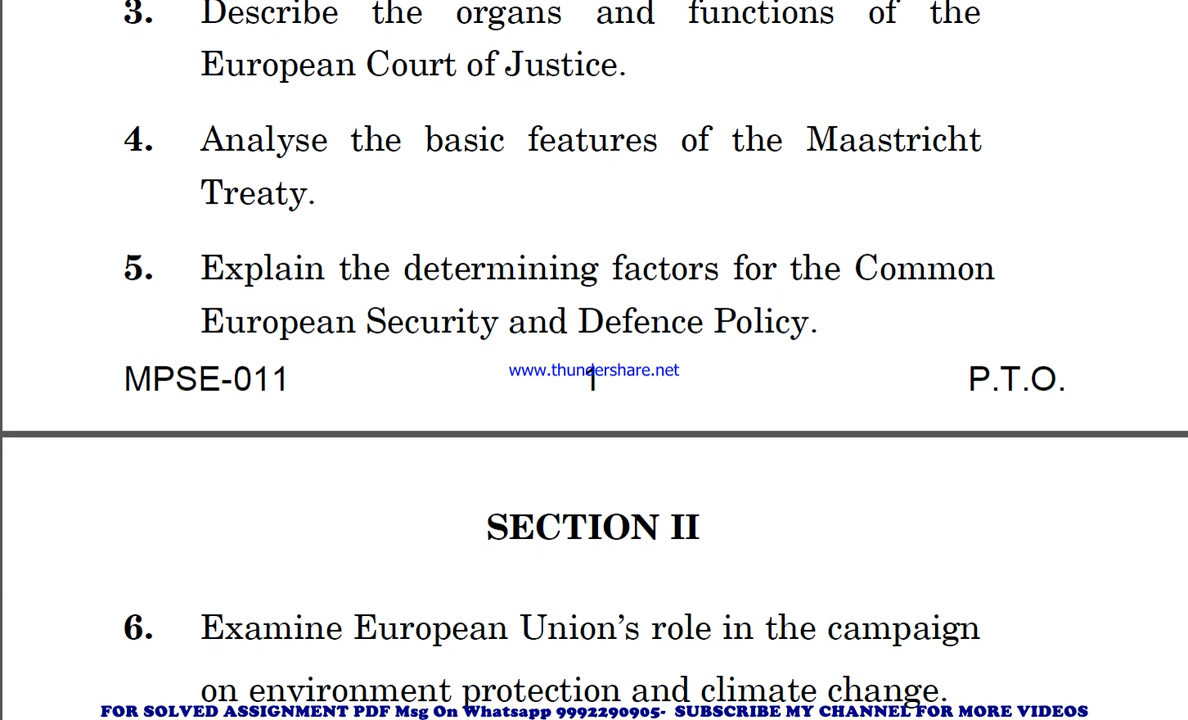 3. Describe the organs and functions of the
European Court of Justice.
4. Analyse the basic features of the Maastricht
Treaty.
5. Explain the determining factors for the Common
European Security and Defence Policy.
MPSE-011 1 P.T.O.
www.thundershare.net
SECTION II
6. Examine European Union’s role in the campaign
on environment protection and climate change.
FOR SOLVED ASSIGNMENT PDF Msg On Whatsapp 9992290905- SUBSCRIBE MY CHANNEL FOR MORE VIDEOS